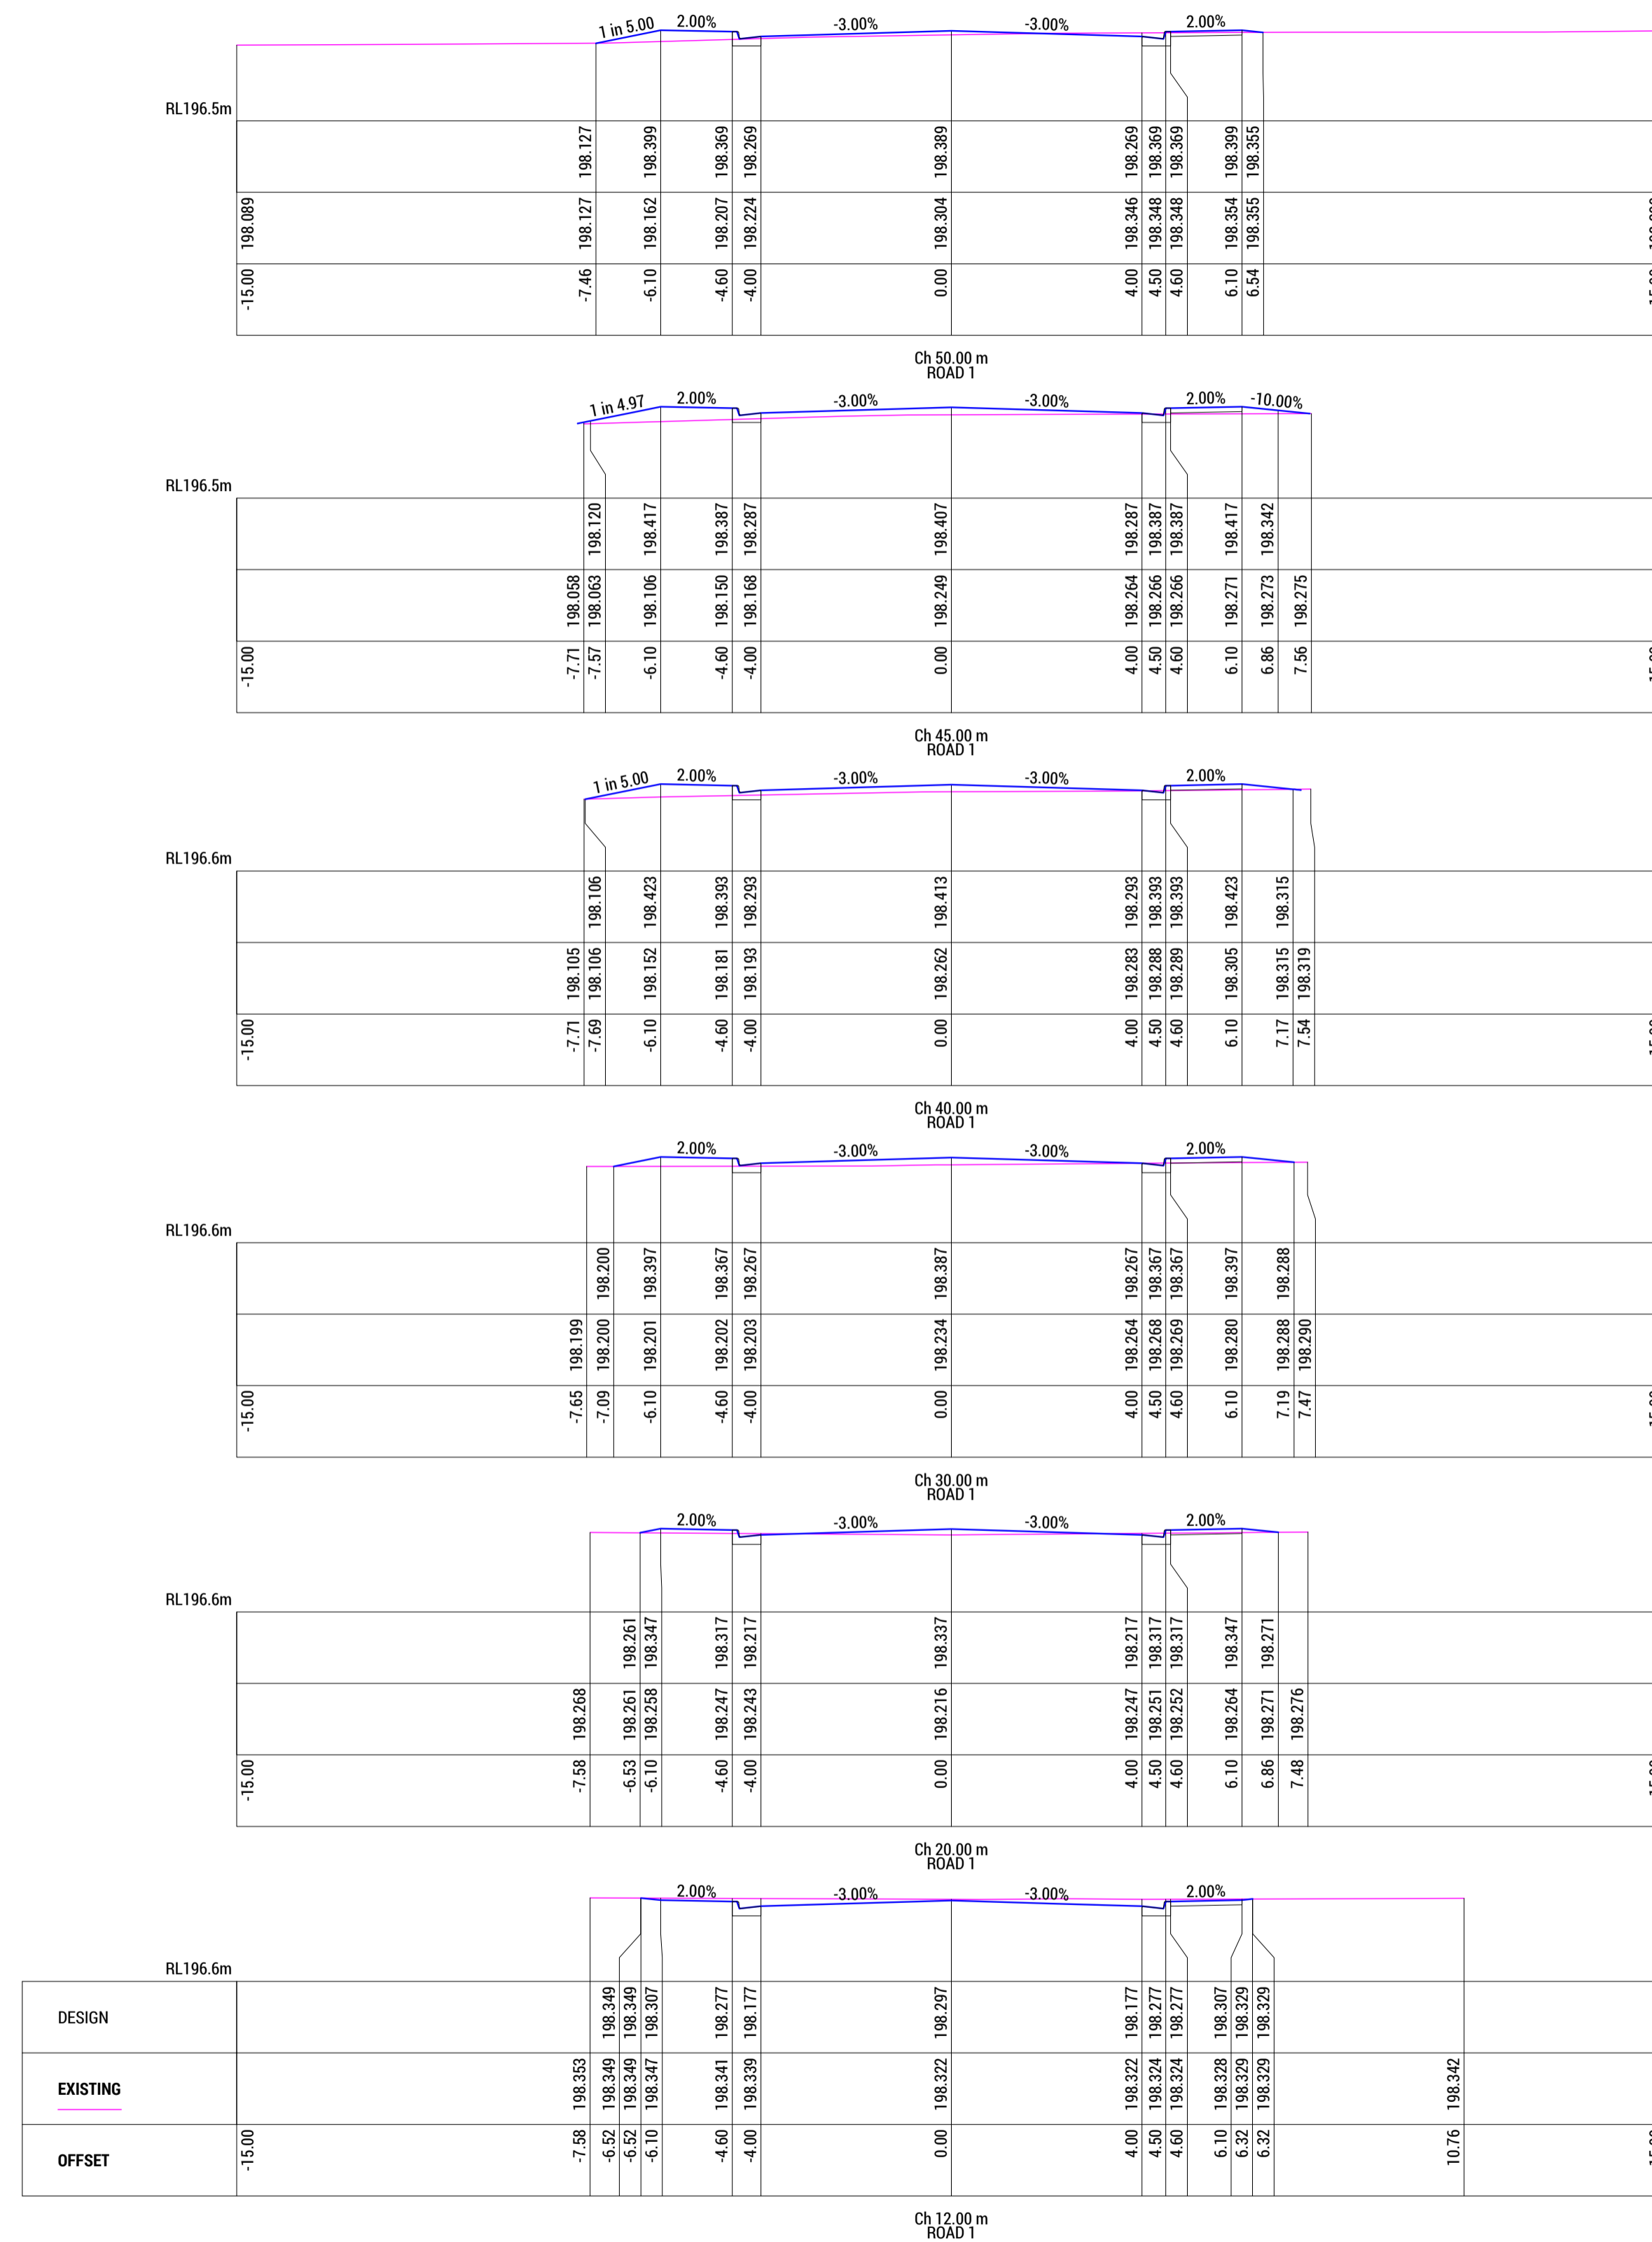 1 in 5.00 2.00% -3.00% -3.00% 2.00%
RL196.5m
198.127 198.399 198.369 198.269 198.389 198.269 198.369 198.369 198.399 198.355
198.089 198.127 198.162 198.207 198.224 198.304 198.346 198.348 198.348 198.354 198.355
-15.00 -7.46 -6.10 -4.60 -4.00 0.00 4.00 4.50 4.60 6.10 6.54
Ch 50.00 m
ROAD 1
1 in 4.97 2.00% -3.00% -3.00% 2.00% -10.00%
RL196.5m
198.120 198.417 198.387 198.287 198.407 198.287 198.387 198.387 198.417 198.342
198.058 198.063 198.106 198.150 198.168 198.249 198.264 198.266 198.266 198.271 198.273 198.275
-15.00 -7.71 -7.57 -6.10 -4.60 -4.00 0.00 4.00 4.50 4.60 6.10 6.86 7.56
Ch 45.00 m
ROAD 1
1 in 5.00 2.00% -3.00% -3.00% 2.00%
RL196.6m
198.106 198.423 198.393 198.293 198.413 198.293 198.393 198.393 198.423 198.315
198.105 198.106 198.152 198.181 198.193 198.262 198.283 198.288 198.289 198.305 198.315 198.319
-15.00 -7.71 -7.69 -6.10 -4.60 -4.00 0.00 4.00 4.50 4.60 6.10 7.17 7.54
Ch 40.00 m
ROAD 1
2.00% -3.00% -3.00% 2.00%
RL196.6m
198.200 198.397 198.367 198.267 198.387 198.267 198.367 198.367 198.397 198.288
198.199 198.200 198.201 198.202 198.203 198.234 198.264 198.268 198.269 198.280 198.288 198.290
-15.00 -7.65 -7.09 -6.10 -4.60 -4.00 0.00 4.00 4.50 4.60 6.10 7.19 7.47
Ch 30.00 m
ROAD 1
2.00% -3.00% -3.00% 2.00%
RL196.6m
198.261 198.347 198.317 198.217 198.337 198.217 198.317 198.317 198.347 198.271
198.268 198.261 198.258 198.247 198.243 198.216 198.247 198.251 198.252 198.264 198.271 198.276
-15.00 -7.58 -6.53 -6.10 -4.60 -4.00 0.00 4.00 4.50 4.60 6.10 6.86 7.48
Ch 20.00 m
ROAD 1
2.00% -3.00% -3.00% 2.00%
RL196.6m
DESIGN 198.349 198.349 198.307 198.277 198.177 198.297 198.177 198.277 198.277 198.307 198.329 198.329
EXISTING 198.353 198.349 198.349 198.347 198.341 198.339 198.322 198.322 198.324 198.324 198.328 198.329 198.329 198.342
OFFSET -15.00 -7.58 -6.52 -6.52 -6.10 -4.60 -4.00 0.00 4.00 4.50 4.60 6.10 6.32 6.32 10.76
Ch 12.00 m
ROAD 1